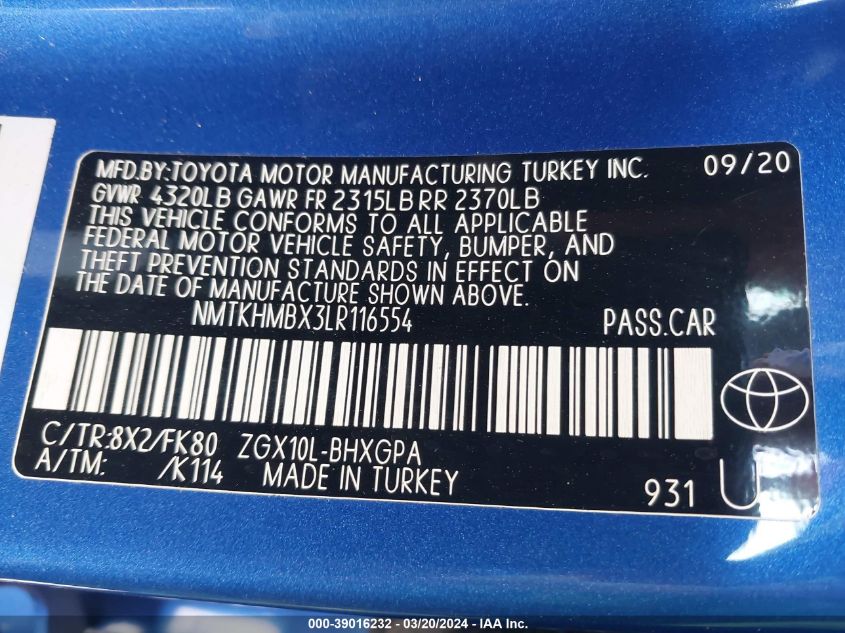 MFD.BY:TOYOTA MOTOR MANUFACTURING TURKEY INC. 09/20
GVWR 4320LB GAWR FR 2315LB RR 2370LB
THIS VEHICLE CONFORMS TO ALL APPLICABLE
FEDERAL MOTOR VEHICLE SAFETY, BUMPER, AND
THEFT PREVENTION STANDARDS IN EFFECT ON
THE DATE OF MANUFACTURE SHOWN ABOVE.
NMTKHMBX3LR116554 PASS.CAR
C/TR:8X2/FK80 ZGX10L-BHXGPA
A/TM: /K114 MADE IN TURKEY 931 U
000-39016232 - 03/20/2024 - IAA Inc.